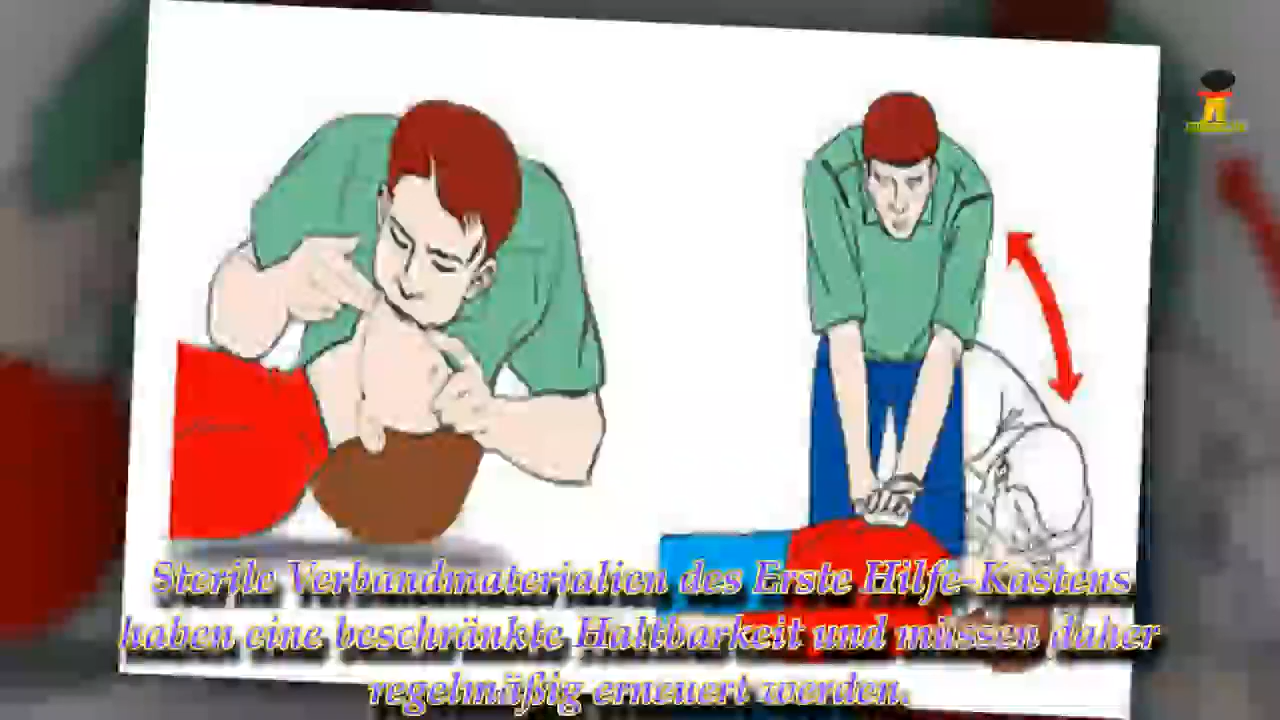 Sterile Verbandmaterialien des Erste Hilfe-Kastens
haben eine beschränkte Haltbarkeit und müssen daher
regelmäßig erneuert werden.